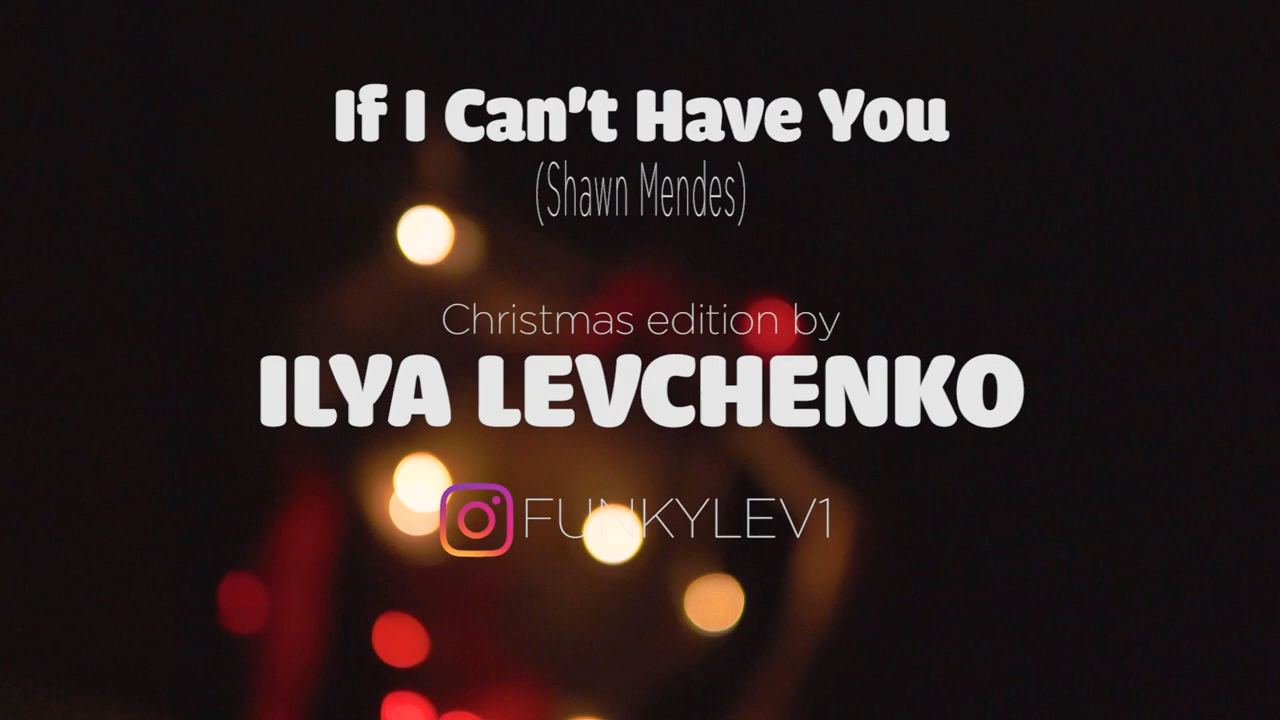 If I Can't Have You
(Shawn Mendes)
Christmas edition by
ILYA LEVCHENKO
FUNKYLEV1